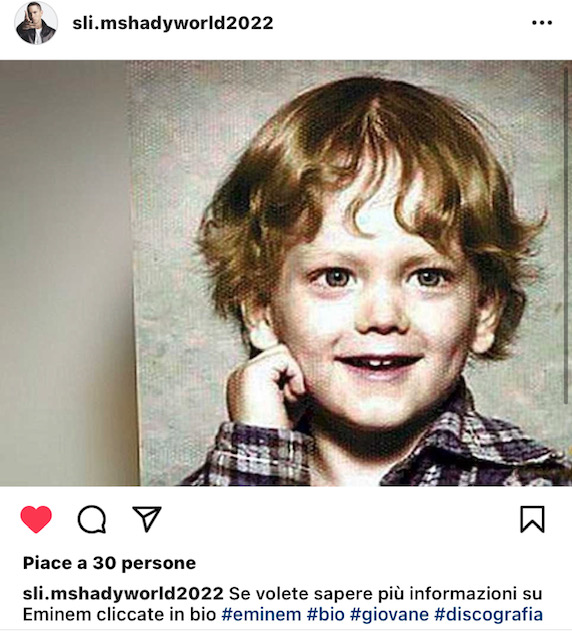 sli.mshadyworld2022
Piace a 30 persone
sli.mshadyworld2022 Se volete sapere più informazioni su
Eminem cliccate in bio #eminem #bio #giovane #discografia